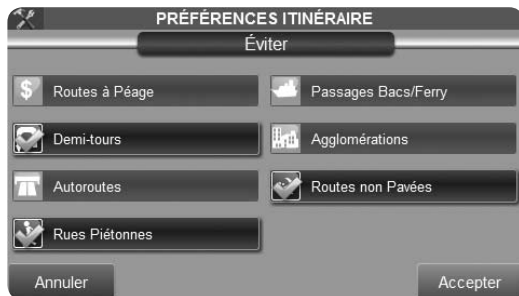 PRÉFÉRENCES ITINÉRAIRE
Éviter
$ Routes à Péage
Passages Bacs/Ferry
Demi-tours
Agglomérations
Autoroutes
Routes non Pavées
Rues Piétonnes
Annuler
Accepter